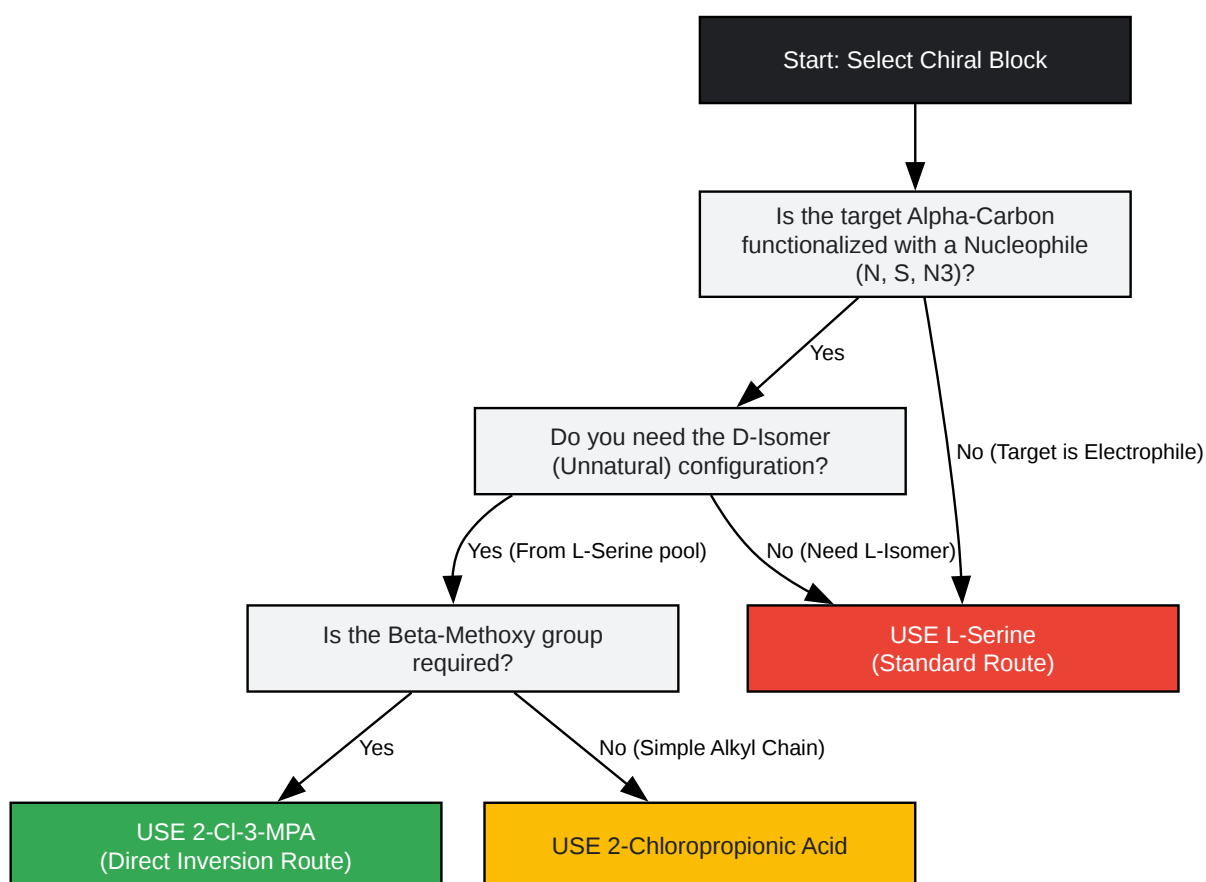 Start: Select Chiral Block
Is the target Alpha-Carbon
functionalized with a Nucleophile
(N, S, N3)?
Yes
Do you need the D-Isomer
(Unnatural) configuration?
No (Target is Electrophile)
Yes (From L-Serine pool)
No (Need L-Isomer)
Is the Beta-Methoxy group
required?
USE L-Serine
(Standard Route)
Yes
No (Simple Alkyl Chain)
USE 2-Cl-3-MPA
(Direct Inversion Route)
USE 2-Chloropropionic Acid